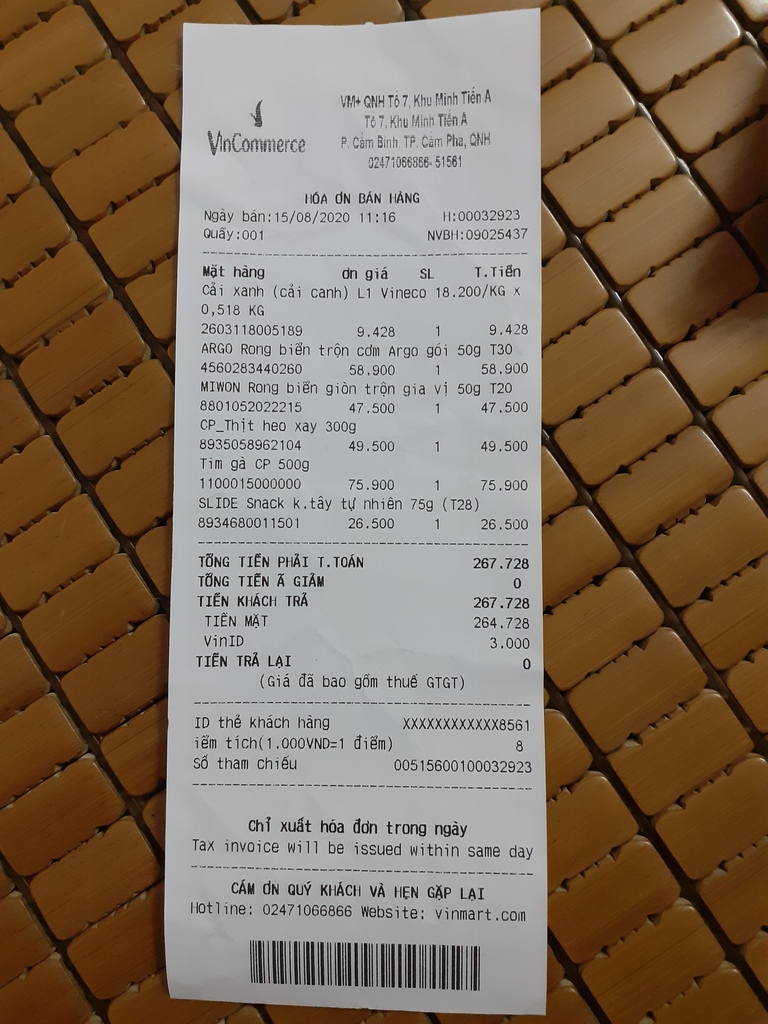 VinCommerce
VM+ QNH Tổ 7, Khu Minh Tiến A
Tổ 7, Khu Minh Tiến A
P. Cẩm Bình, TP. Cẩm Phả, QNH
02471066866-51561
HÓA ƠN BÁN HÀNG
Ngày bán:15/08/2020 11:16 H:00032923
Quầy:001 NVBH:09025437
Mặt hàng ơn giá SL T.Tiền
Cải xanh (cải canh) L1 Vineco 18.200/KG x
0,518 KG
2603118005189 9.428 1 9.428
ARGO Rong biển trộn cơm Argo gói 50g T30
4560283440260 58.900 1 58.900
MIWON Rong biển giòn trộn gia vị 50g T20
8801052022215 47.500 1 47.500
CP_Thịt heo xay 300g
8935058962104 49.500 1 49.500
Tim gà CP 500g
1100015000000 75.900 1 75.900
SLIDE Snack k.tây tự nhiên 75g (T28)
8934680011501 26.500 1 26.500
TỔNG TIỀN PHẢI T.TOÁN 267.728
TỔNG TIỀN Ã GIẢM 0
TIỀN KHÁCH TRẢ 267.728
TIỀN MẶT 264.728
VinID 3.000
TIỀN TRẢ LẠI 0
(Giá đã bao gồm thuế GTGT)
ID thẻ khách hàng XXXXXXXXXXXX8561
iểm tích(1.000VND=1 điểm) 8
Số tham chiếu 00515600100032923
Chỉ xuất hóa đơn trong ngày
Tax invoice will be issued within same day
CẢM ƠN QUÝ KHÁCH VÀ HẸN GẶP LẠI
Hotline: 02471066866 Website: vinmart.com